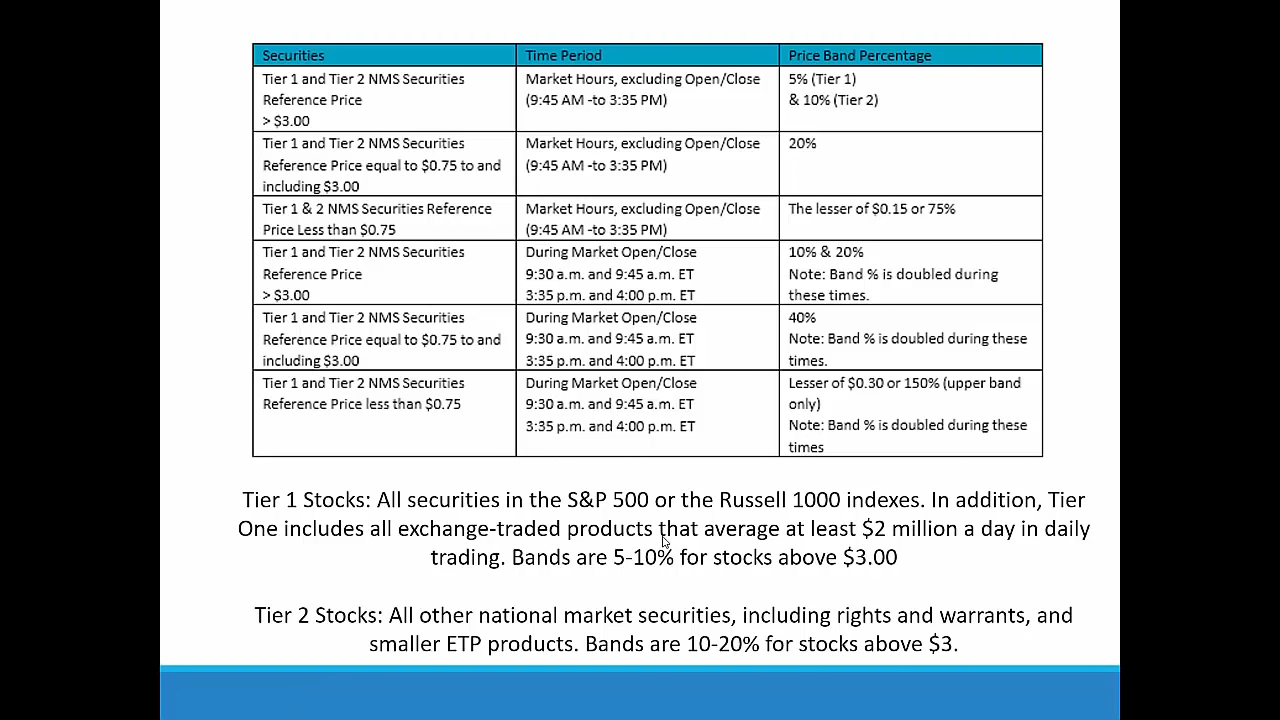 Securities Time Period Price Band Percentage
Tier 1 and Tier 2 NMS Securities
Reference Price
> $3.00
Market Hours, excluding Open/Close
(9:45 AM -to 3:35 PM)
5% (Tier 1)
& 10% (Tier 2)
Tier 1 and Tier 2 NMS Securities
Reference Price equal to $0.75 to and
including $3.00
Market Hours, excluding Open/Close
(9:45 AM -to 3:35 PM)
20%
Tier 1 & 2 NMS Securities Reference
Price Less than $0.75
Market Hours, excluding Open/Close
(9:45 AM -to 3:35 PM)
The lesser of $0.15 or 75%
Tier 1 and Tier 2 NMS Securities
Reference Price
> $3.00
During Market Open/Close
9:30 a.m. and 9:45 a.m. ET
3:35 p.m. and 4:00 p.m. ET
10% & 20%
Note: Band % is doubled during
these times.
Tier 1 and Tier 2 NMS Securities
Reference Price equal to $0.75 to and
including $3.00
During Market Open/Close
9:30 a.m. and 9:45 a.m. ET
3:35 p.m. and 4:00 p.m. ET
40%
Note: Band % is doubled during these
times.
Tier 1 and Tier 2 NMS Securities
Reference Price less than $0.75
During Market Open/Close
9:30 a.m. and 9:45 a.m. ET
3:35 p.m. and 4:00 p.m. ET
Lesser of $0.30 or 150% (upper band
only)
Note: Band % is doubled during these
times
Tier 1 Stocks: All securities in the S&P 500 or the Russell 1000 indexes. In addition, Tier
One includes all exchange-traded products that average at least $2 million a day in daily
trading. Bands are 5-10% for stocks above $3.00
Tier 2 Stocks: All other national market securities, including rights and warrants, and
smaller ETP products. Bands are 10-20% for stocks above $3.